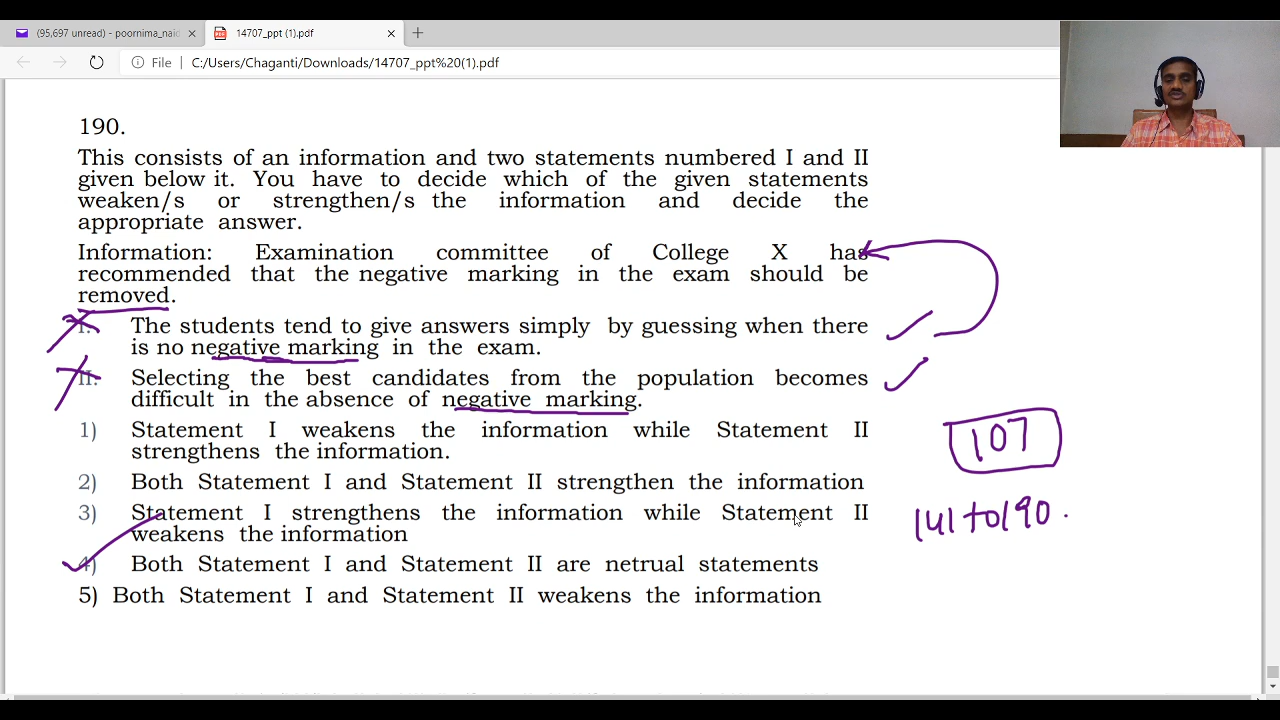 (95,697 unread) - poornima_naid
14707_ppt (1).pdf
File | C:/Users/Chaganti/Downloads/14707_ppt%20(1).pdf
190.
This consists of an information and two statements numbered I and II
given below it. You have to decide which of the given statements
weaken/s or strengthen/s the information and decide the
appropriate answer.
Information: Examination committee of College X has
recommended that the negative marking in the exam should be
removed.
I. The students tend to give answers simply by guessing when there
is no negative marking in the exam.
II. Selecting the best candidates from the population becomes
difficult in the absence of negative marking.
1) Statement I weakens the information while Statement II
strengthens the information.
2) Both Statement I and Statement II strengthen the information
3) Statement I strengthens the information while Statement II
weakens the information
4) Both Statement I and Statement II are netrual statements
5) Both Statement I and Statement II weakens the information
107
141 to 190.